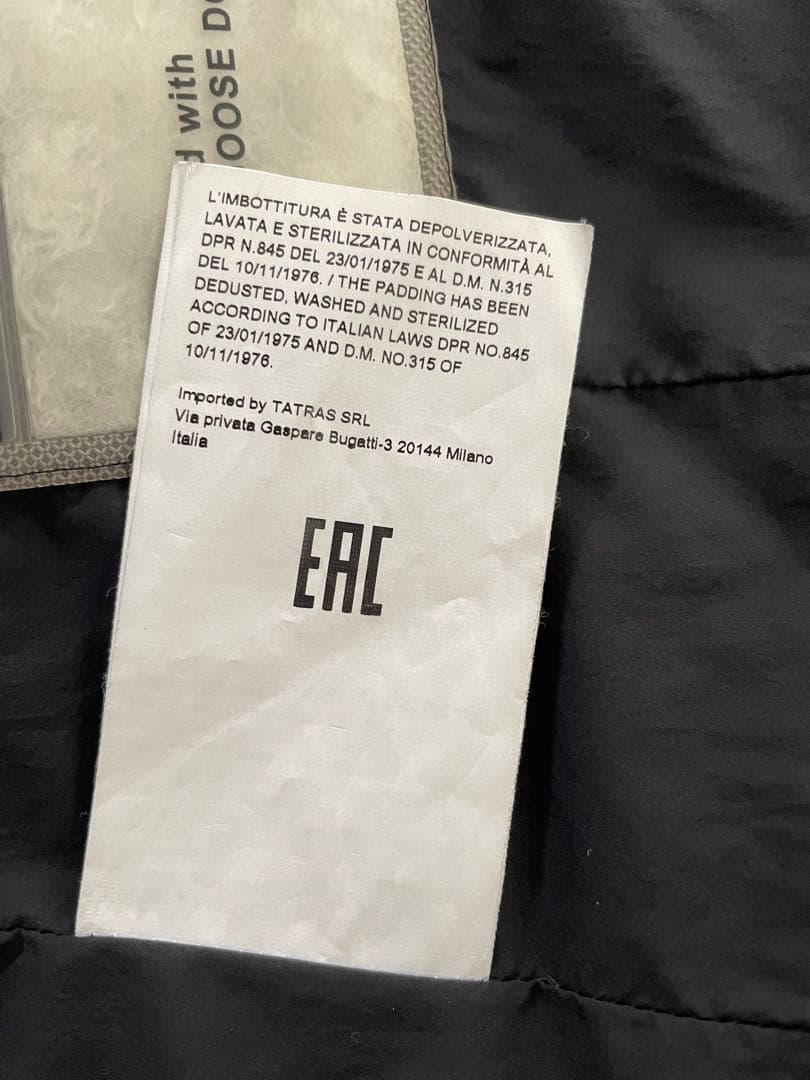 with
OOSE DO
L'IMBOTTITURA È STATA DEPOLVERIZZATA,
LAVATA E STERILIZZATA IN CONFORMITÀ AL
DPR N.845 DEL 23/01/1975 E AL D.M. N.315
DEL 10/11/1976. / THE PADDING HAS BEEN
DEDUSTED, WASHED AND STERILIZED
ACCORDING TO ITALIAN LAWS DPR NO.845
OF 23/01/1975 AND D.M. NO.315 OF
10/11/1976.
Imported by TATRAS SRL
Via privata Gaspare Bugatti-3 20144 Milano
Italia
EAC